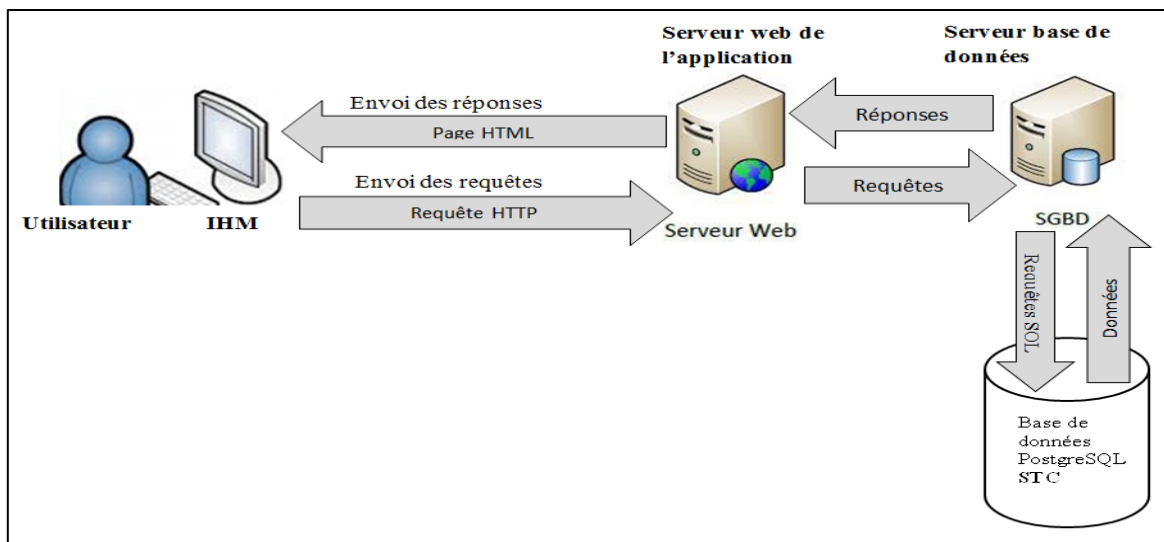 Serveur web de
l'application
Serveur base de
données
Envoi des réponses
Page HTML
Réponses
Envoi des requêtes
Requête HTTP
Requêtes
Utilisateur
IHM
Serveur Web
SGBD
Requêtes SQL
Données
Base de
données
PostgreSQL
STC